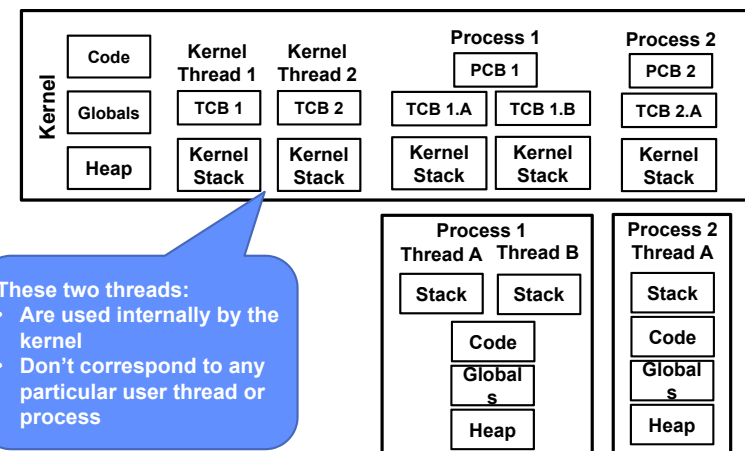 Kernel
Code
Globals
Heap
Kernel
Thread 1
TCB 1
Kernel
Stack
Kernel
Thread 2
TCB 2
Kernel
Stack
Process 1
PCB 1
TCB 1.A
TCB 1.B
Kernel
Stack
Kernel
Stack
Process 2
PCB 2
TCB 2.A
Kernel
Stack
Process 1
Thread A
Thread B
Stack
Stack
Code
Global
s
Heap
Process 2
Thread A
Stack
Code
Global
s
Heap
These two threads:
• Are used internally by the
kernel
• Don’t correspond to any
particular user thread or
process